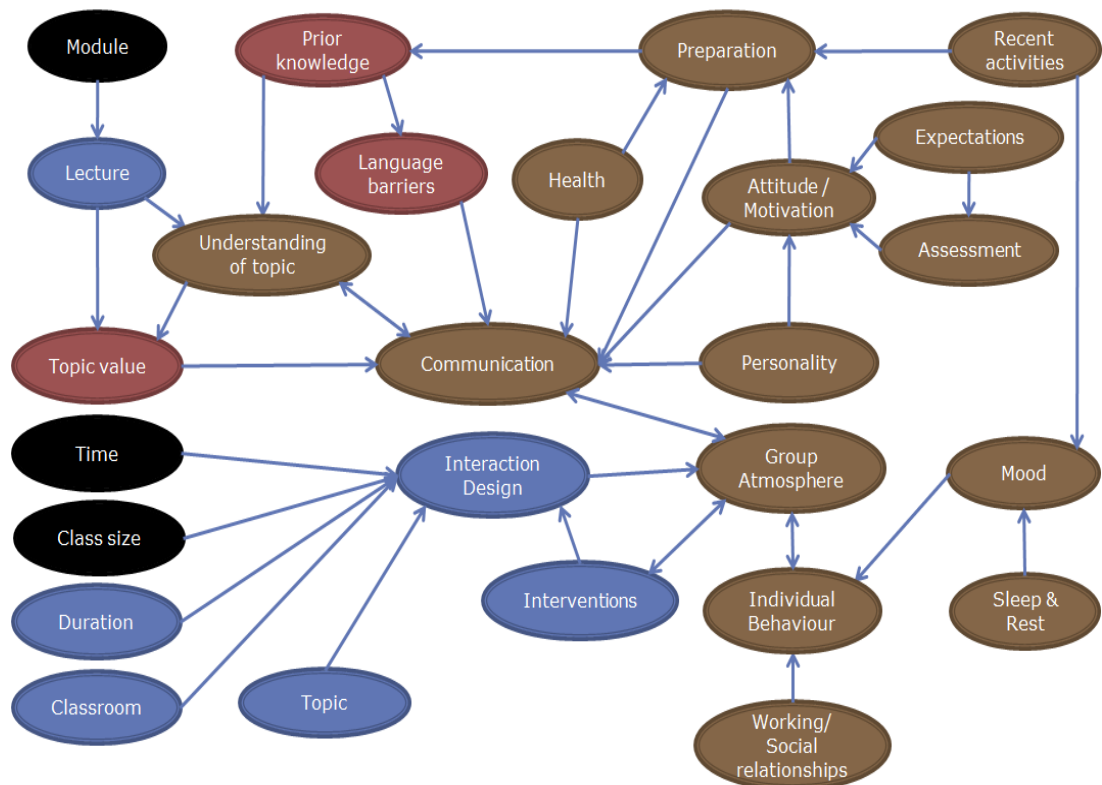 Module
Prior
knowledge
Preparation
Recent
activities
Expectations
Lecture
Language
barriers
Health
Attitude /
Motivation
Understanding
of topic
Assessment
Topic value
Communication
Personality
Time
Interaction
Design
Group
Atmosphere
Mood
Class size
Duration
Interventions
Individual
Behaviour
Sleep &
Rest
Classroom
Topic
Working/
Social
relationships